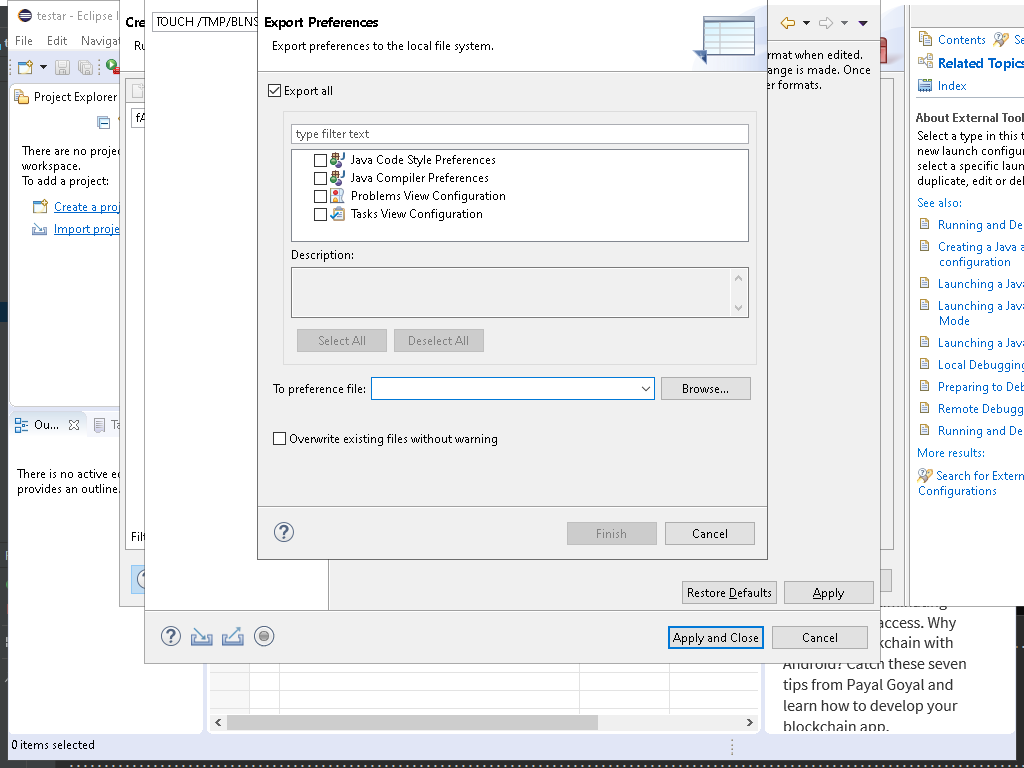 testar - Eclipse
File Edit Navigat
Project Explorer
There are no proje
workspace.
To add a project:
Create a proj
Import proje
Ou...
There is no active e
provides an outline.
0 items selected
Cre
Ru
fA
Filt
TOUCH /TMP/BLNS
Export Preferences
Export preferences to the local file system.
Export all
type filter text
Java Code Style Preferences
Java Compiler Preferences
Problems View Configuration
Tasks View Configuration
Description:
Select All Deselect All
To preference file: Browse...
Overwrite existing files without warning
Finish Cancel
rmat when edited.
ange is made. Once
er formats.
Restore Defaults Apply
Apply and Close Cancel
access. Why
kchain with
Android? Catch these seven
tips from Payal Goyal and
learn how to develop your
blockchain app.
Contents Se
Related Topics
Index
About External Tool
Select a type in this t
new launch configur
select a specific laun
duplicate, edit or del
See also:
Running and De
Creating a Java a
configuration
Launching a Java
Launching a Java
Mode
Launching a Java
Local Debugging
Preparing to Deb
Remote Debugg
Running and De
More results:
Search for Extern
Configurations